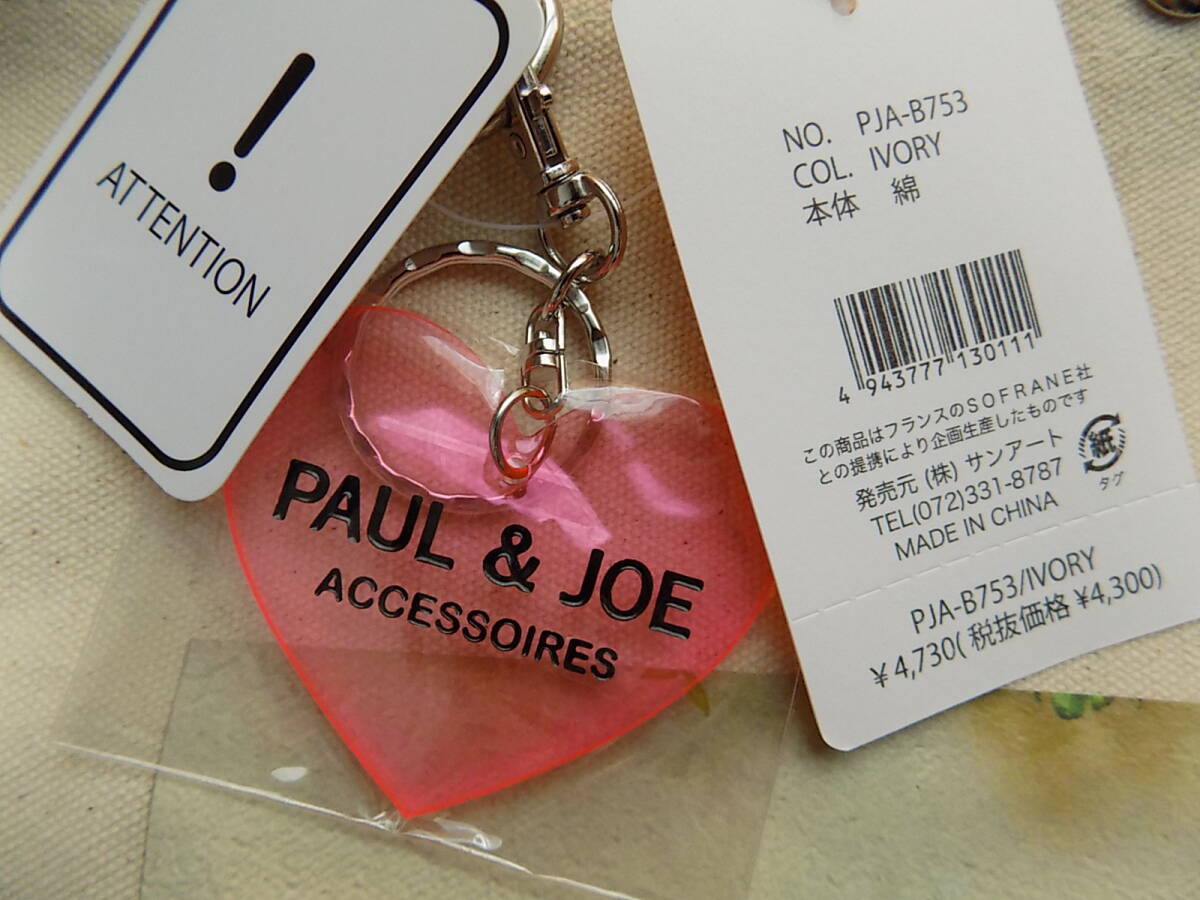 !
ATTENTION
PAUL & JOE
ACCESSOIRES
NO. PJA-B753
COL. IVORY
本体 綿
4 943777 130111
この商品はフランスのSOFRANE社
との提携により企画生産したものです
発売元 (株) サンアート
TEL(072)331-8787
MADE IN CHINA
紙
タグ
PJA-B753/IVORY
¥4,730(税抜価格 ¥4,300)